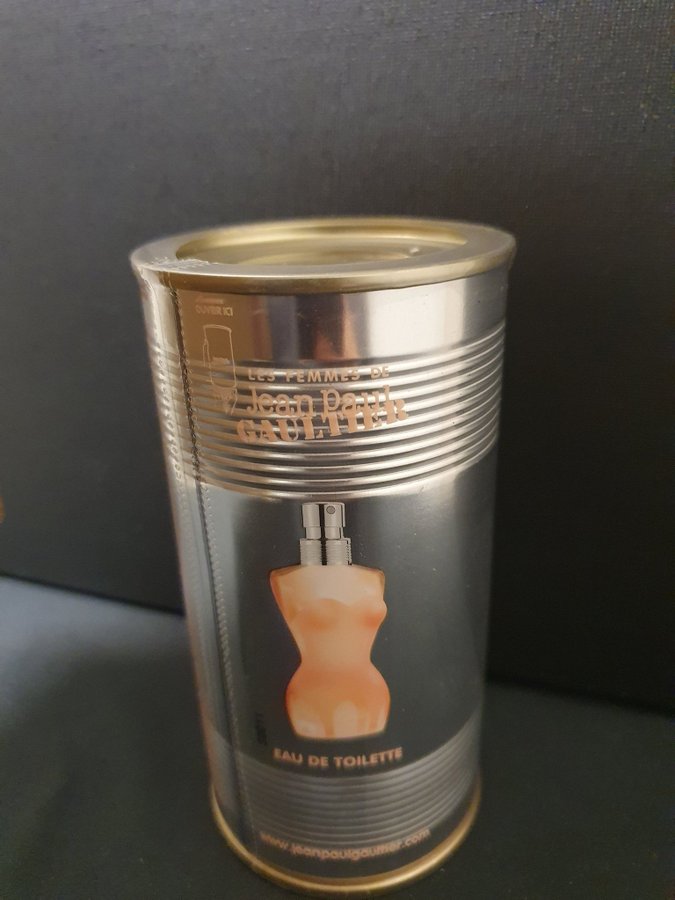 OUVRIR ICI
LES FEMMES DE
Jean Paul
GAULTIER
EAU DE TOILETTE
www.jeanpaulgaultier.com